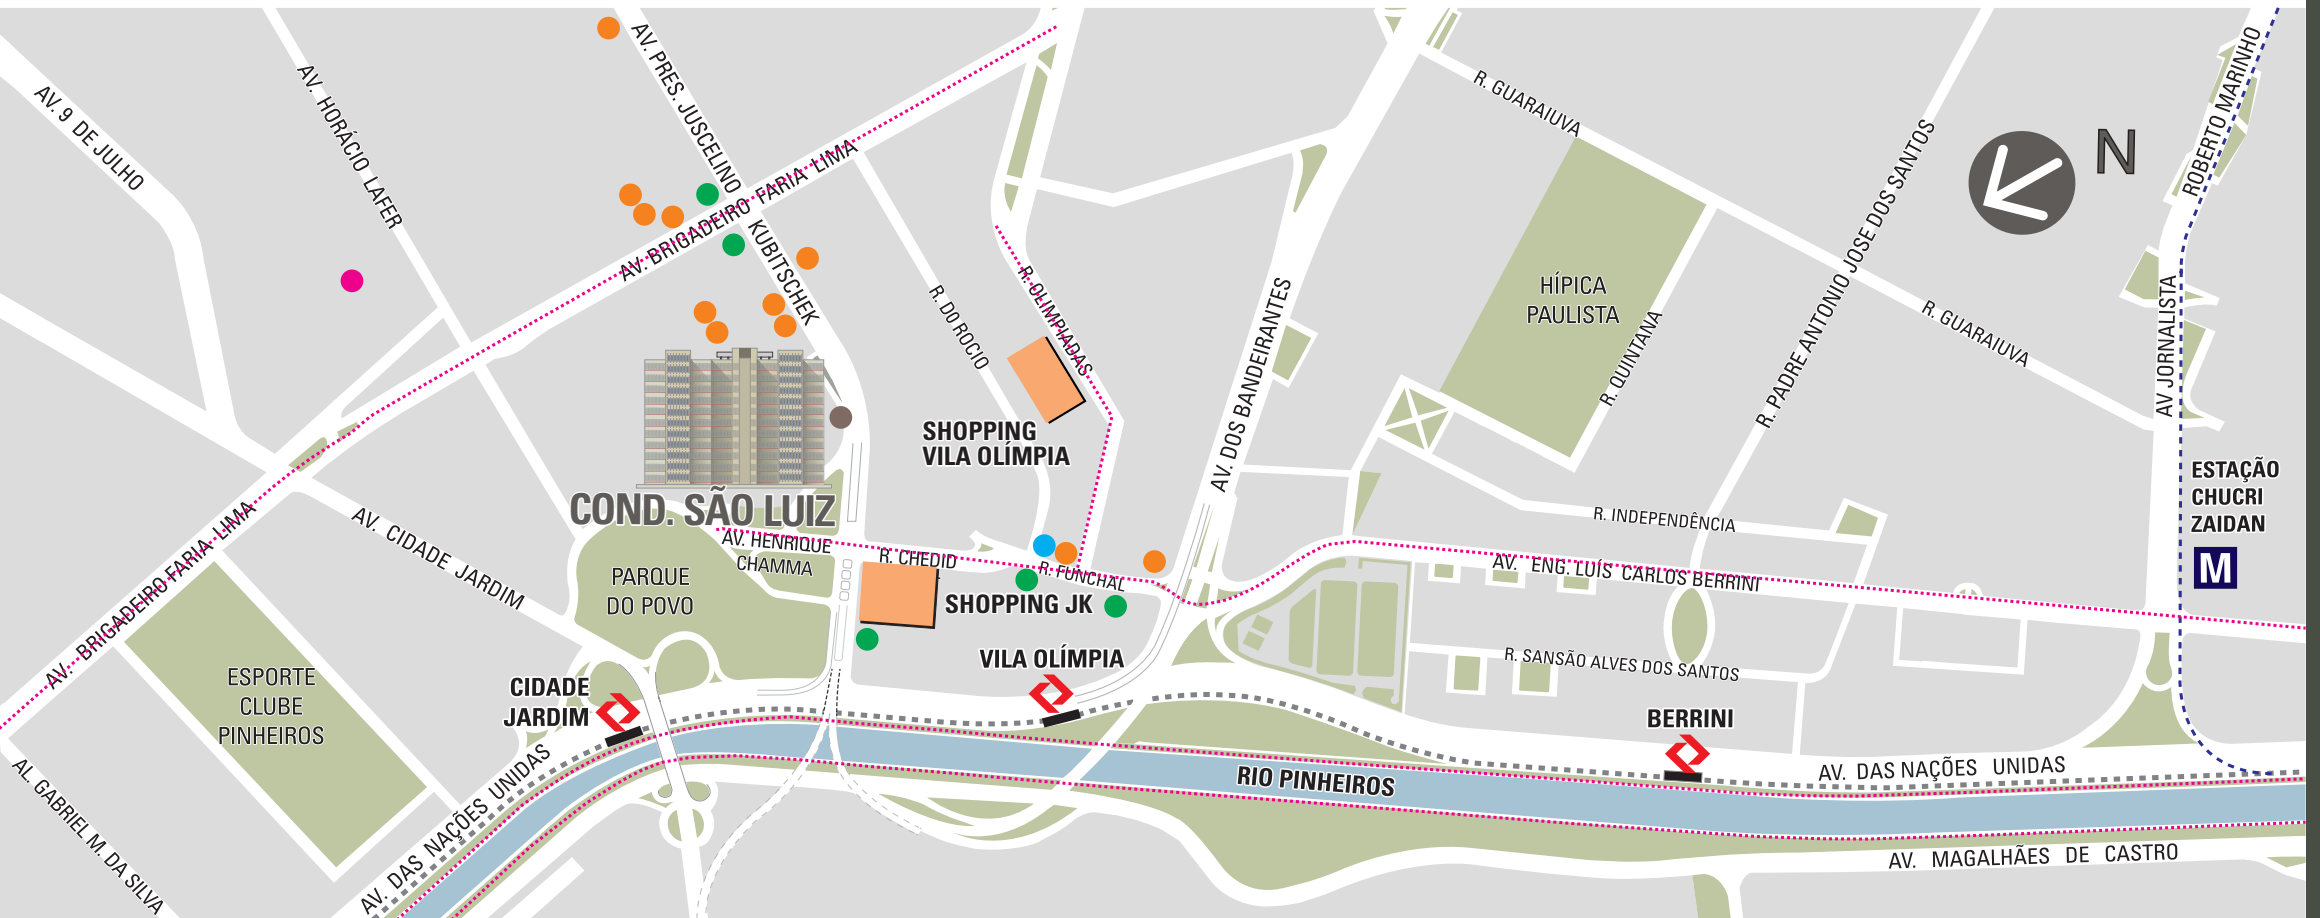 AV. 9 DE JULHO
AV. HORÁCIO LAFER
AV. PRES. JUSCELINO
KUBITSCHEK
AV. BRIGADEIRO FARIA LIMA
R. DO ROCIO
R. OLIMPIADAS
AV. DOS BANDEIRANTES
R. GUARAIUVA
HÍPICA
PAULISTA
R. QUINTANA
R. PADRE ANTONIO JOSE DOS SANTOS
R. GUARAIUVA
N
ROBERTO MARINHO
AV JORNALISTA
SHOPPING
VILA OLÍMPIA
ESTAÇÃO
CHUCRI
ZAIDAN
M
COND. SÃO LUIZ
AV. BRIGADEIRO FARIA LIMA
AV. CIDADE JARDIM
AV. HENRIQUE
CHAMMA
R. CHEDID
R. FUNCHAL
R. INDEPENDÊNCIA
AV. ENG. LUÍS CARLOS BERRINI
PARQUE
DO POVO
SHOPPING JK
VILA OLÍMPIA
R. SANSÃO ALVES DOS SANTOS
ESPORTE
CLUBE
PINHEIROS
CIDADE
JARDIM
BERRINI
AL. GABRIEL M. DA SILVA
AV. DAS NAÇÕES UNIDAS
RIO PINHEIROS
AV. DAS NAÇÕES UNIDAS
AV. MAGALHÃES DE CASTRO